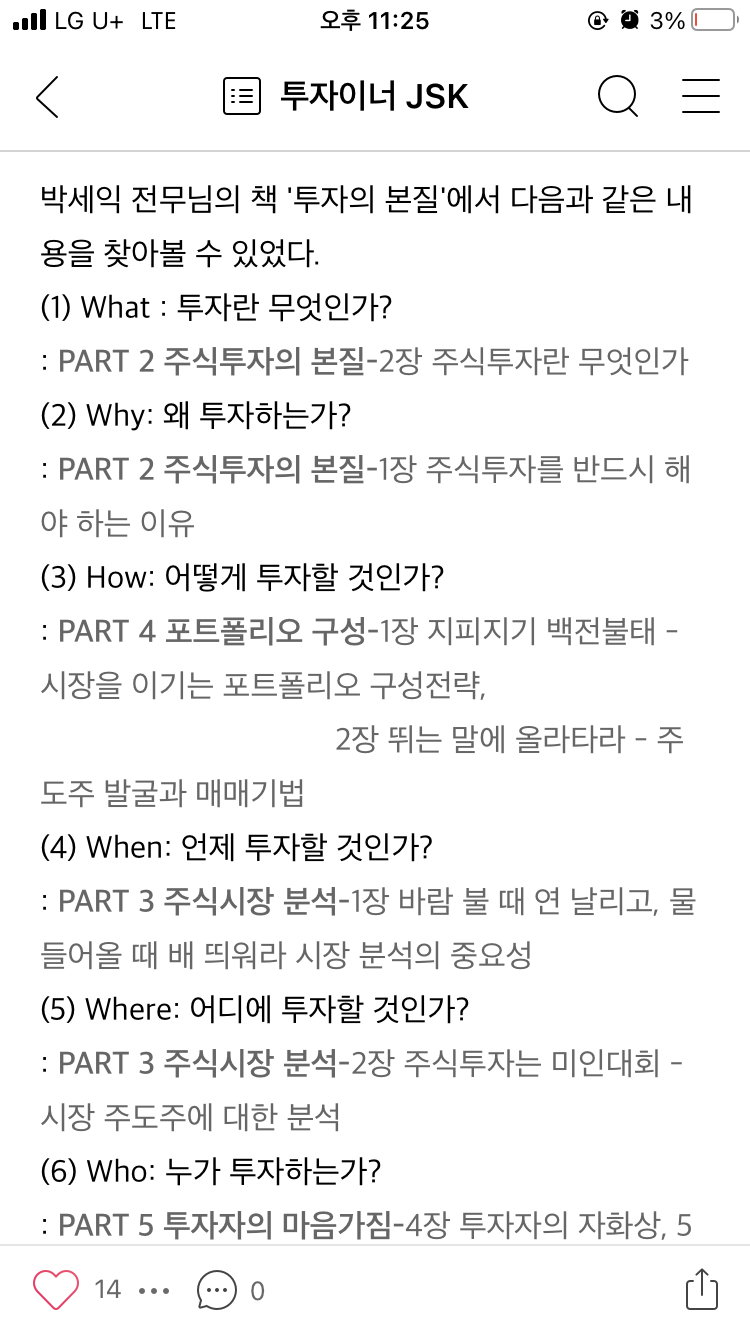 LG U+ LTE 오후 11:25 3%
투자이너 JSK
박세익 전무님의 책 '투자의 본질'에서 다음과 같은 내
용을 찾아볼 수 있었다.
(1) What : 투자란 무엇인가?
: PART 2 주식투자의 본질-2장 주식투자란 무엇인가
(2) Why: 왜 투자하는가?
: PART 2 주식투자의 본질-1장 주식투자를 반드시 해
야 하는 이유
(3) How: 어떻게 투자할 것인가?
: PART 4 포트폴리오 구성-1장 지피지기 백전불태 -
시장을 이기는 포트폴리오 구성전략,
2장 뛰는 말에 올라타라 - 주
도주 발굴과 매매기법
(4) When: 언제 투자할 것인가?
: PART 3 주식시장 분석-1장 바람 불 때 연 날리고, 물
들어올 때 배 띄워라 시장 분석의 중요성
(5) Where: 어디에 투자할 것인가?
: PART 3 주식시장 분석-2장 주식투자는 미인대회 -
시장 주도주에 대한 분석
(6) Who: 누가 투자하는가?
: PART 5 투자자의 마음가짐-4장 투자자의 자화상, 5
14 0